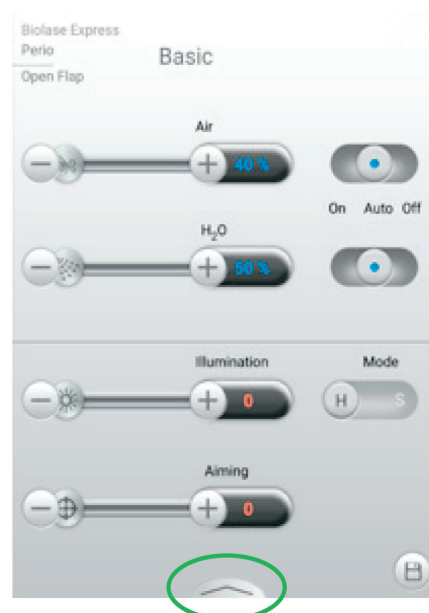 Biolase Express
Perio
Basic
Open Flap
Air
− + 40 %
On Auto Off
H₂O
− + 50 %
Illumination Mode
− + 0 H S
Aiming
− + 0